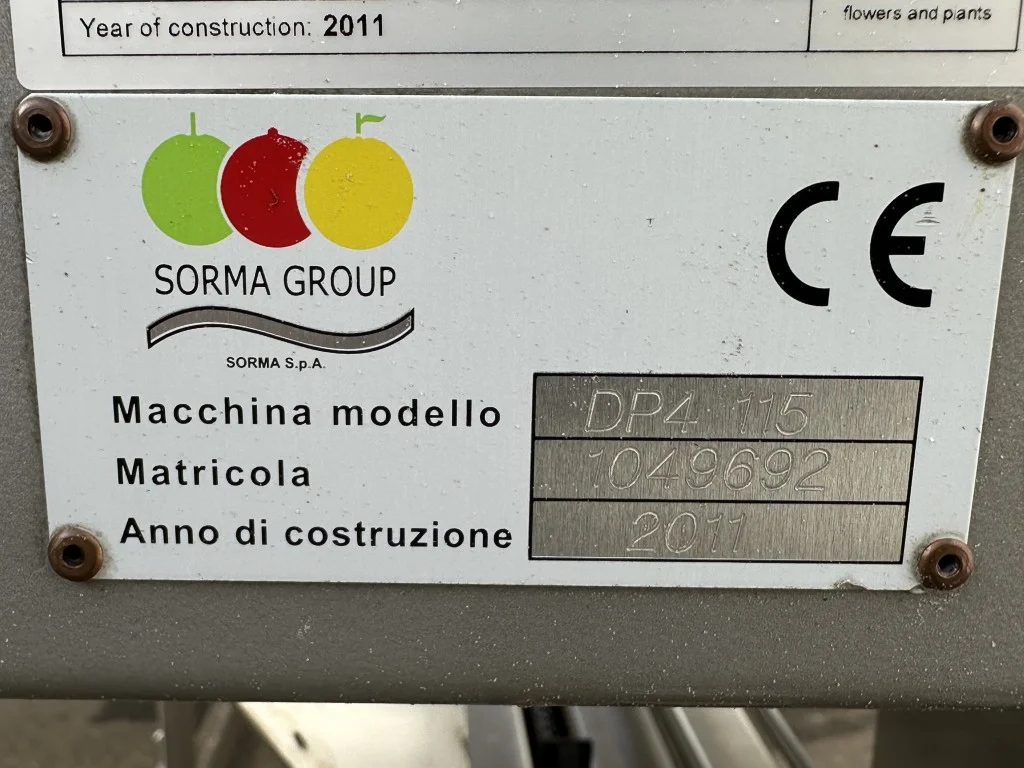 Year of construction: 2011
flowers and plants
SORMA GROUP
SORMA S.p.A.
CE
Macchina modello DP4 115
Matricola 1049692
Anno di costruzione 2011